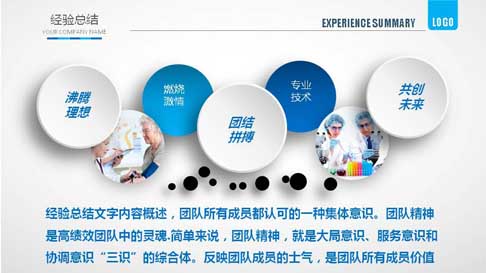 经验总结
YOUR COMPANY NAME
EXPERIENCE SUMMARY
LOGO
沸腾
理想
燃烧
激情
团结
拼搏
专业
技术
共创
未来
经验总结文字内容概述，团队所有成员都认可的一种集体意识。团队精神
是高绩效团队中的灵魂.简单来说，团队精神，就是大局意识、服务意识和
协调意识“三识”的综合体。反映团队成员的士气，是团队所有成员价值